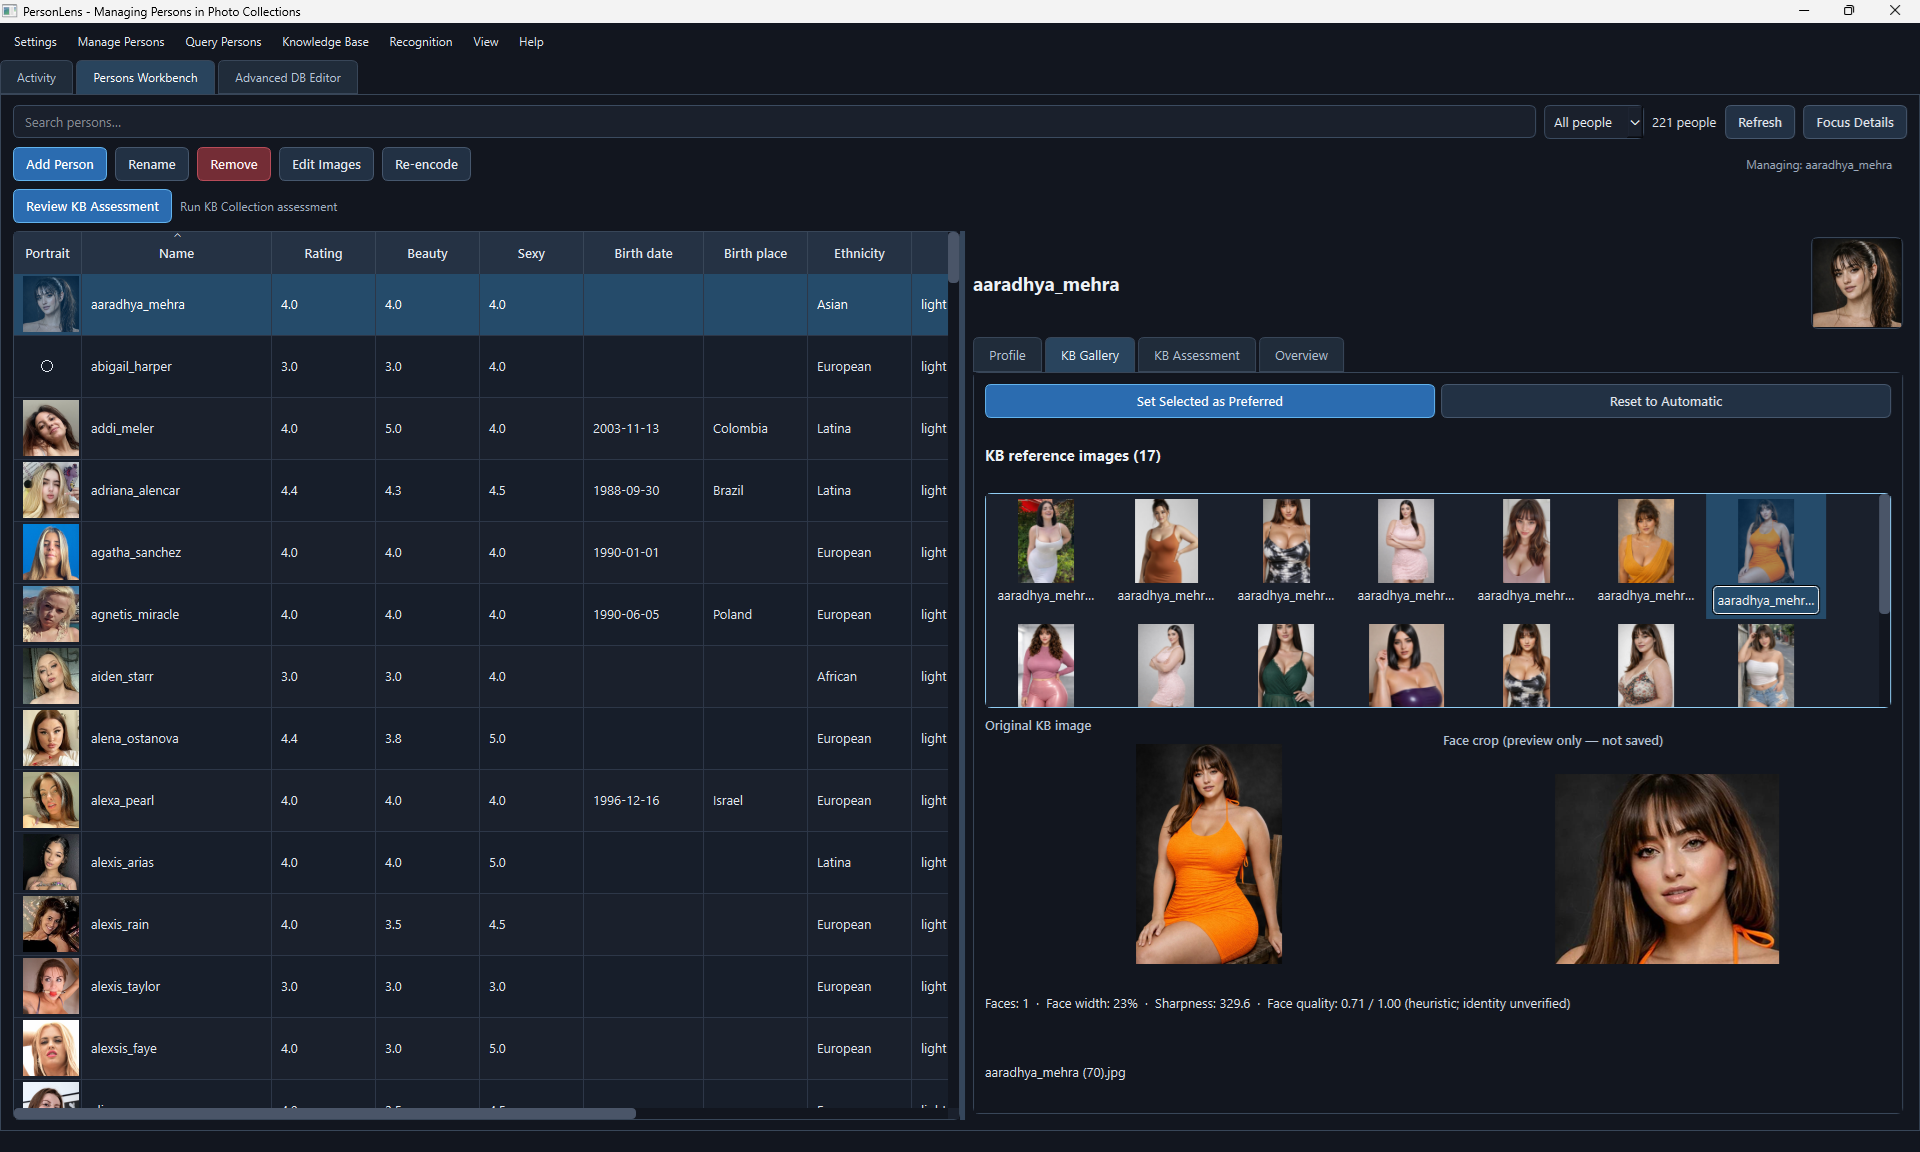 PersonLens - Managing Persons in Photo Collections
Settings Manage Persons Query Persons Knowledge Base Recognition View Help
Activity Persons Workbench Advanced DB Editor
Search persons... All people 221 people Refresh Focus Details
Add Person Rename Remove Edit Images Re-encode Managing: aaradhya_mehra
Review KB Assessment Run KB Collection assessment
Portrait Name Rating Beauty Sexy Birth date Birth place Ethnicity
aaradhya_mehra 4.0 4.0 4.0 Asian light
abigail_harper 3.0 3.0 4.0 European light
addi_meler 4.0 5.0 4.0 2003-11-13 Colombia Latina light
adriana_alencar 4.4 4.3 4.5 1988-09-30 Brazil Latina light
agatha_sanchez 4.0 4.0 4.0 1990-01-01 European light
agnetis_miracle 4.0 4.0 4.0 1990-06-05 Poland European light
aiden_starr 3.0 3.0 4.0 African light
alena_ostanova 4.4 3.8 5.0 European light
alexa_pearl 4.0 4.0 4.0 1996-12-16 Israel European light
alexis_arias 4.0 4.0 5.0 Latina light
alexis_rain 4.0 3.5 4.5 European light
alexis_taylor 3.0 3.0 3.0 European light
alexsis_faye 4.0 3.0 5.0 European light
aaradhya_mehra
Profile KB Gallery KB Assessment Overview
Set Selected as Preferred Reset to Automatic
KB reference images (17)
aaradhya_mehr... aaradhya_mehr... aaradhya_mehr... aaradhya_mehr... aaradhya_mehr... aaradhya_mehr... aaradhya_mehr...
Original KB image
Face crop (preview only — not saved)
Faces: 1 · Face width: 23% · Sharpness: 329.6 · Face quality: 0.71 / 1.00 (heuristic; identity unverified)
aaradhya_mehra (70).jpg